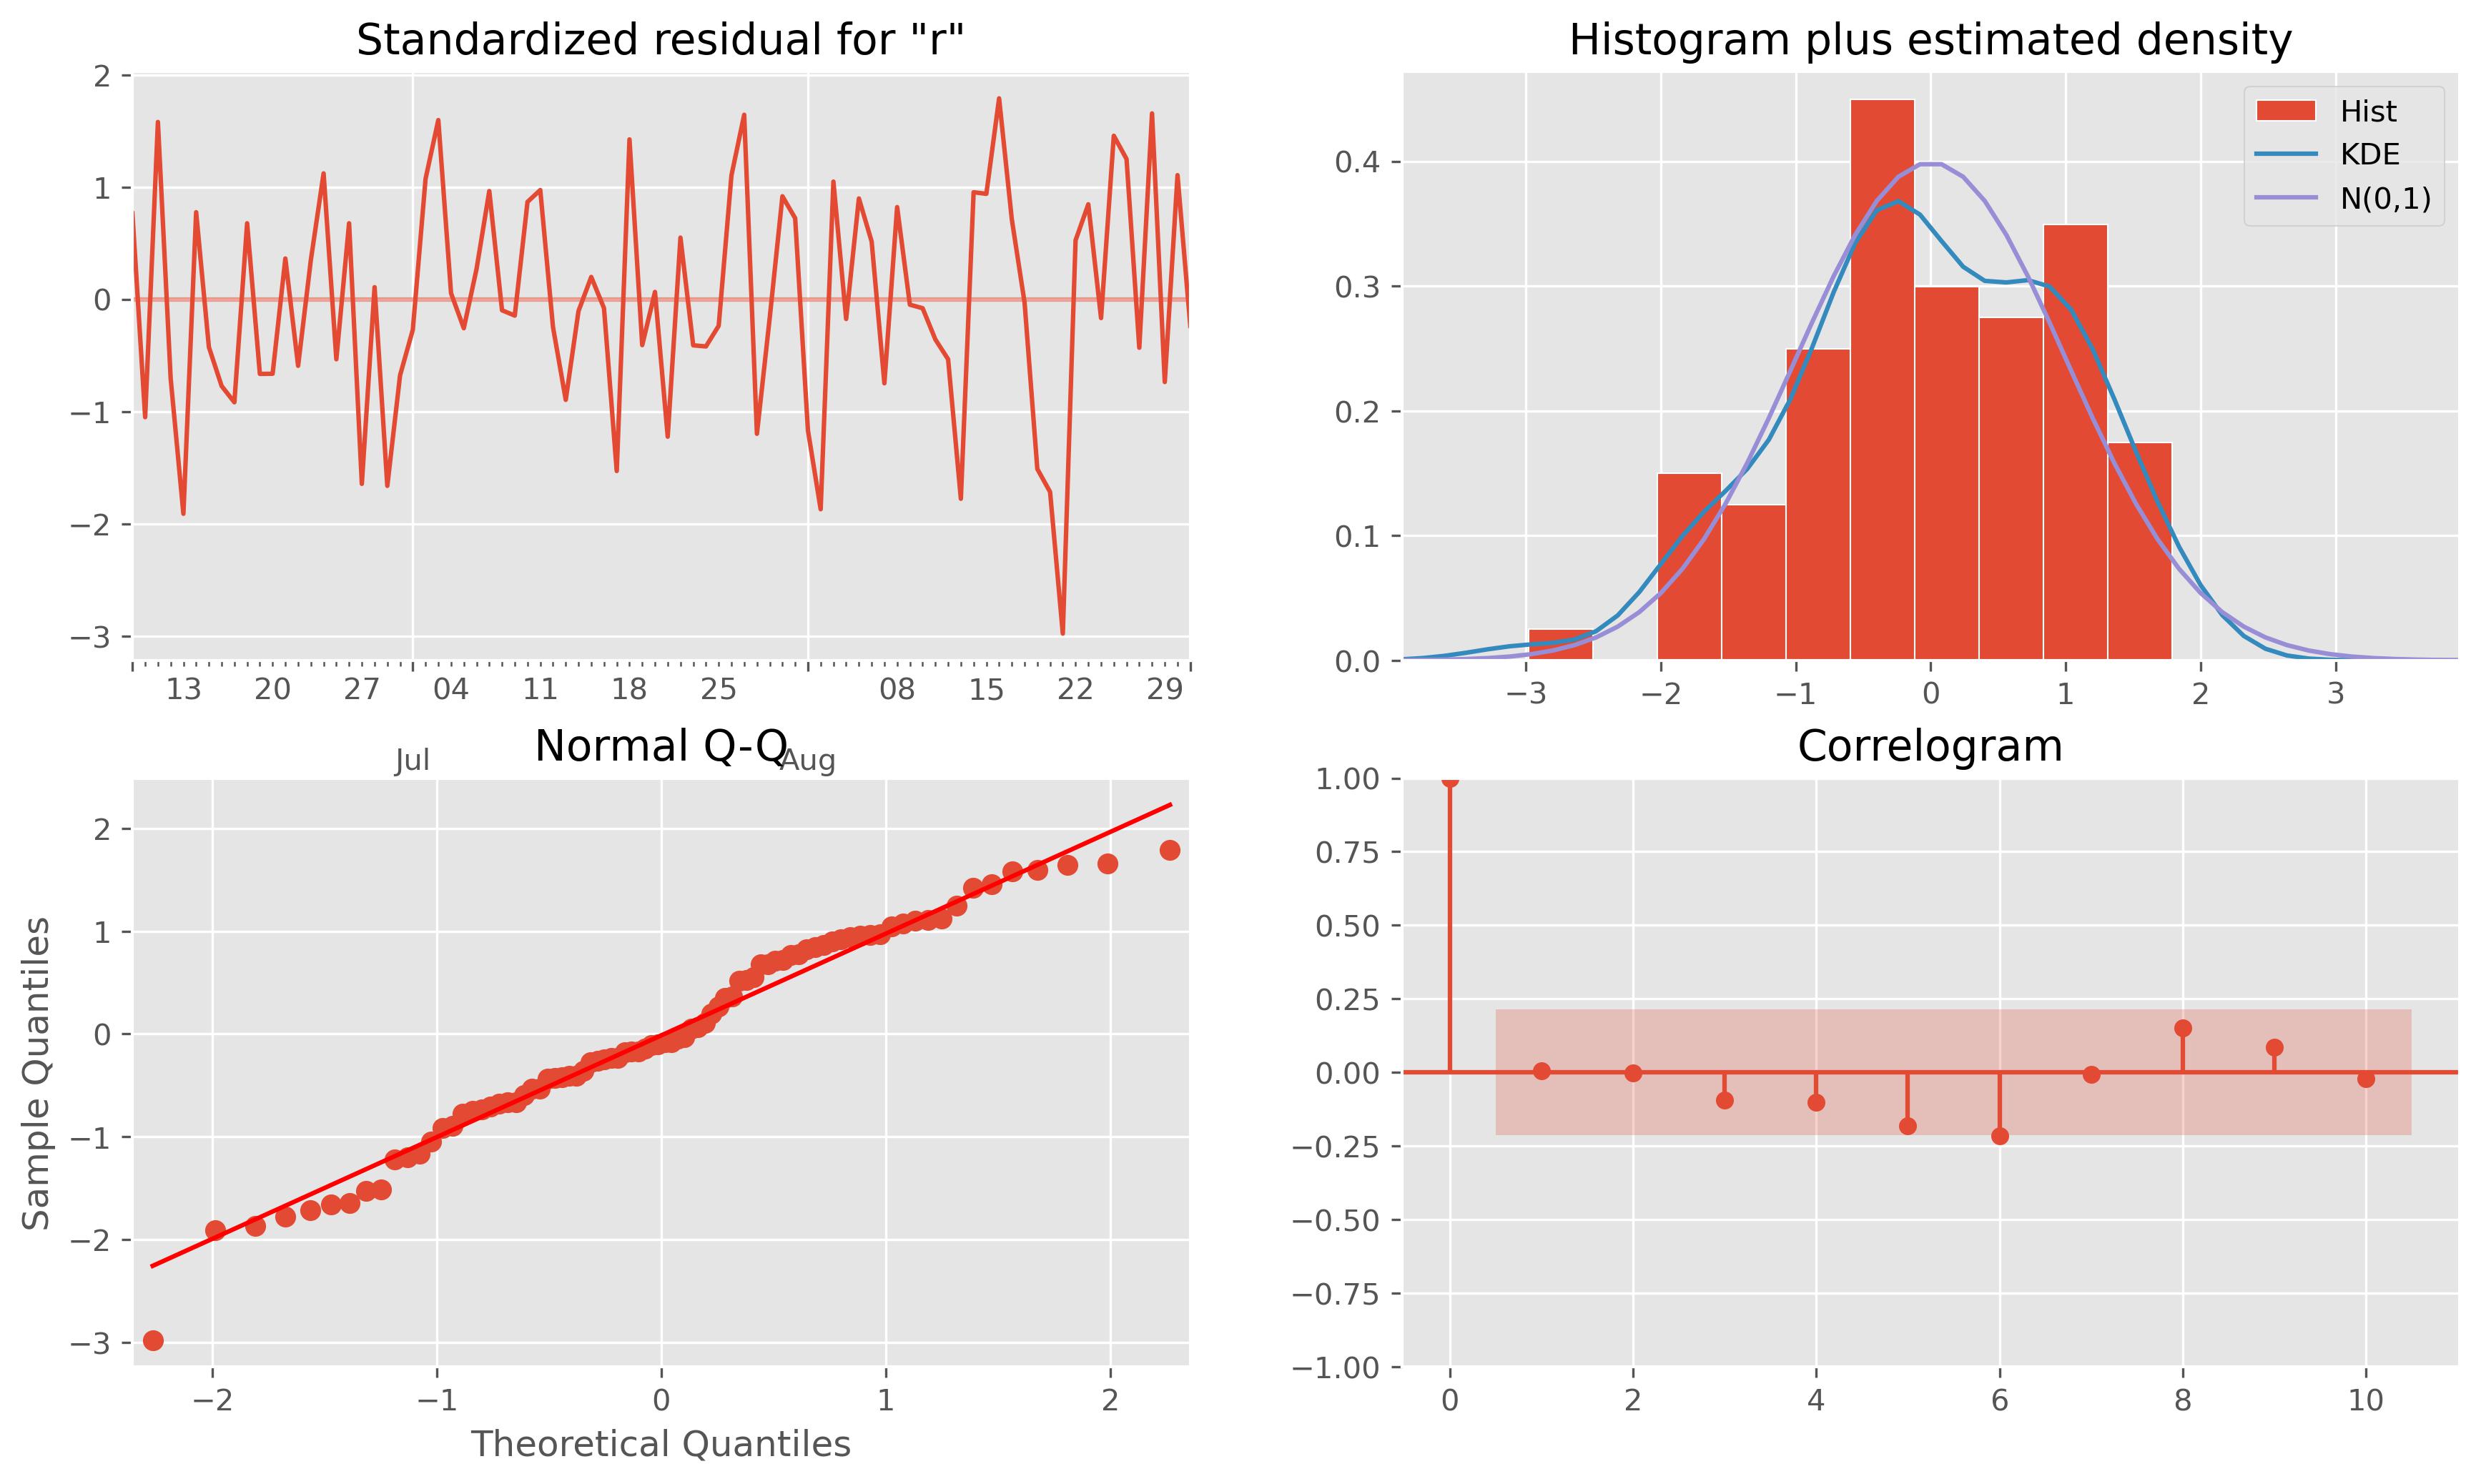 Standardized residual for "r"
2
1
0
−1
−2
−3
13 20 27 04 11 18 25 08 15 22 29
Jul Aug
Histogram plus estimated density
0.4
0.3
0.2
0.1
0.0
−3 −2 −1 0 1 2 3
Hist
KDE
N(0,1)
Normal Q-Q
Sample Quantiles
2
1
0
−1
−2
−3
−2 −1 0 1 2
Theoretical Quantiles
Correlogram
1.00
0.75
0.50
0.25
0.00
−0.25
−0.50
−0.75
−1.00
0 2 4 6 8 10